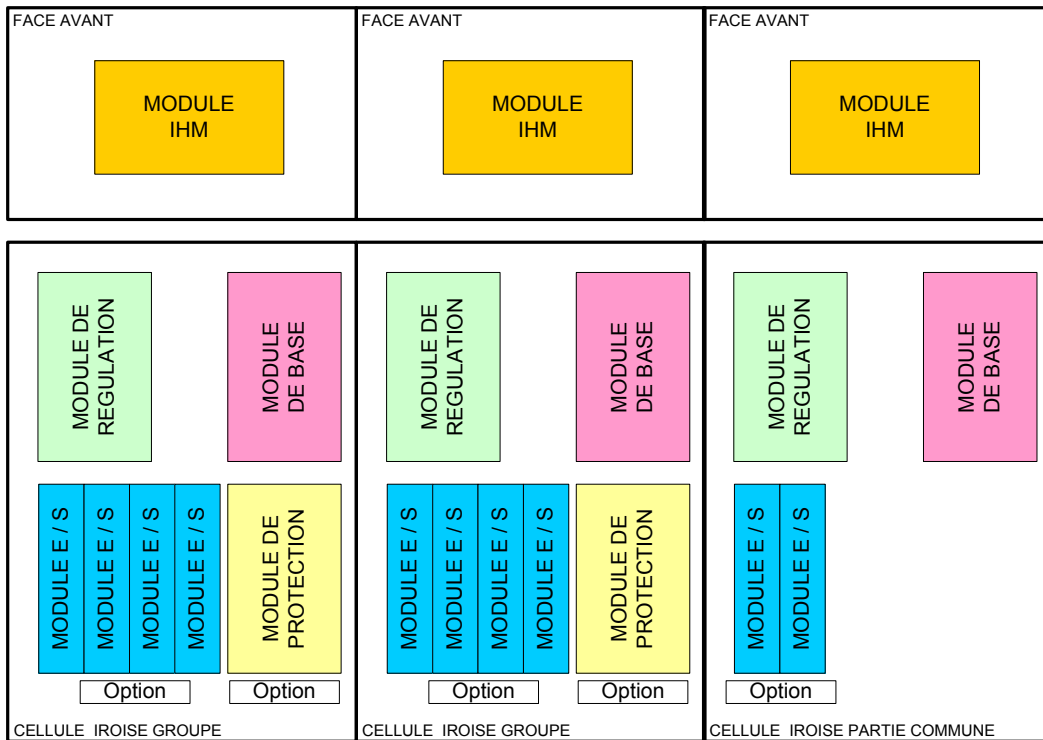 FACE AVANT
MODULE
IHM
FACE AVANT
MODULE
IHM
FACE AVANT
MODULE
IHM
MODULE DE
REGULATION
MODULE
DE BASE
MODULE E / S
MODULE E / S
MODULE E / S
MODULE E / S
MODULE DE
PROTECTION
Option
Option
CELLULE IROISE GROUPE
MODULE DE
REGULATION
MODULE
DE BASE
MODULE E / S
MODULE E / S
MODULE E / S
MODULE E / S
MODULE DE
PROTECTION
Option
Option
CELLULE IROISE GROUPE
MODULE DE
REGULATION
MODULE
DE BASE
MODULE E / S
MODULE E / S
Option
CELLULE IROISE PARTIE COMMUNE